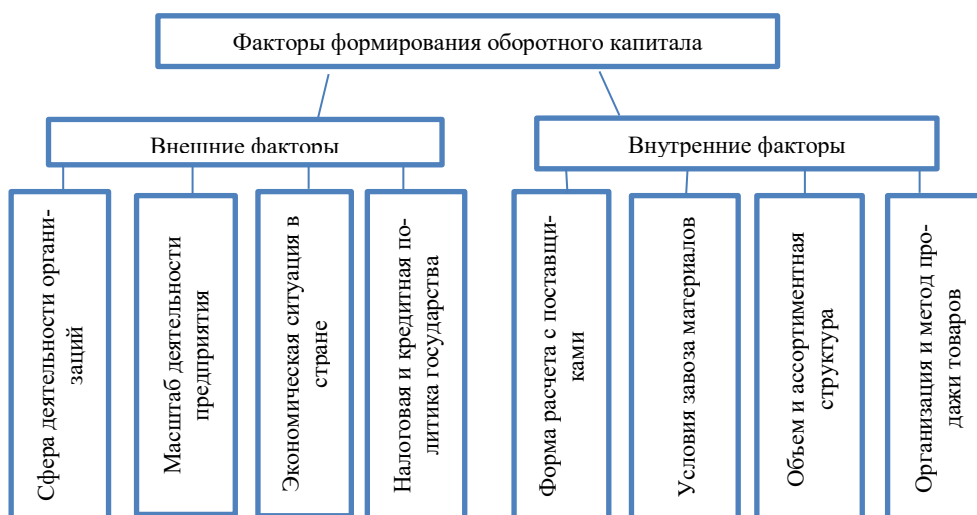 Факторы формирования оборотного капитала
Внешние факторы
Внутренние факторы
Сфера деятельности органи-
заций
Масштаб деятельности
предприятия
Экономическая ситуация в
стране
Налоговая и кредитная по-
литика государства
Форма расчета с поставщи-
ками
Условия завоза материалов
Объем и ассортиментная
структура
Организация и метод про-
дажи товаров